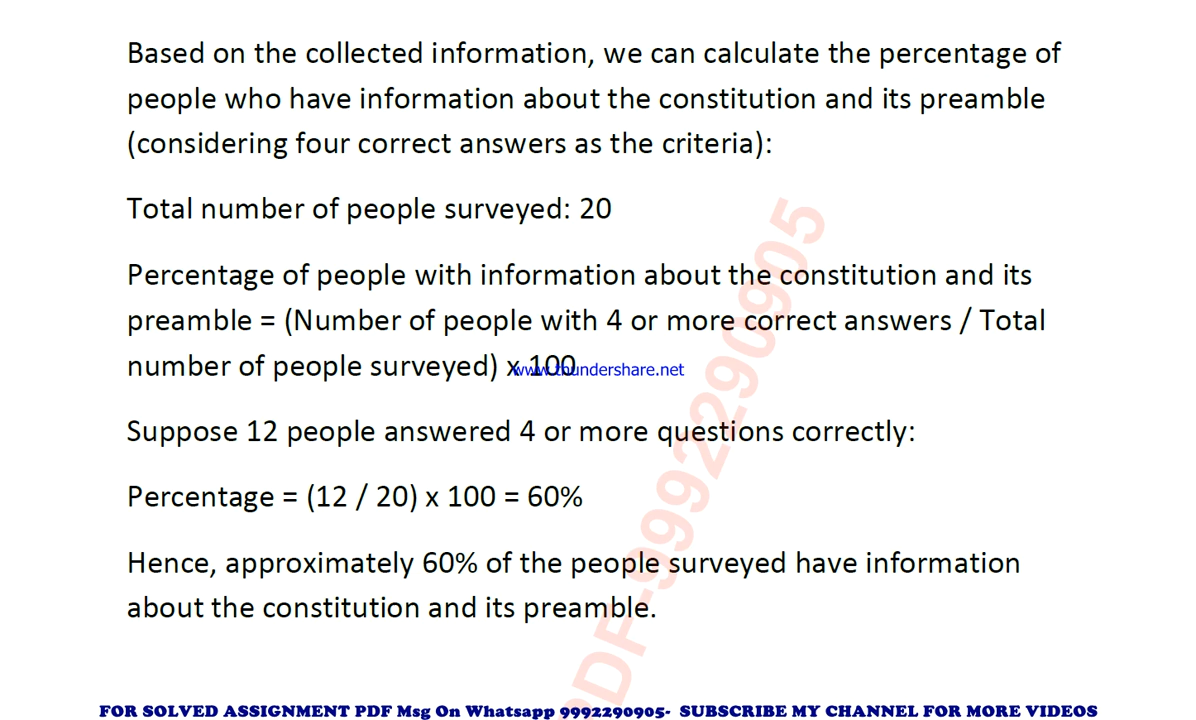 Based on the collected information, we can calculate the percentage of
people who have information about the constitution and its preamble
(considering four correct answers as the criteria):
Total number of people surveyed: 20
Percentage of people with information about the constitution and its
preamble = (Number of people with 4 or more correct answers / Total
number of people surveyed) x 100
www.thundershare.net
Suppose 12 people answered 4 or more questions correctly:
Percentage = (12 / 20) x 100 = 60%
Hence, approximately 60% of the people surveyed have information
about the constitution and its preamble.
PDF-9992290905
FOR SOLVED ASSIGNMENT PDF Msg On Whatsapp 9992290905- SUBSCRIBE MY CHANNEL FOR MORE VIDEOS